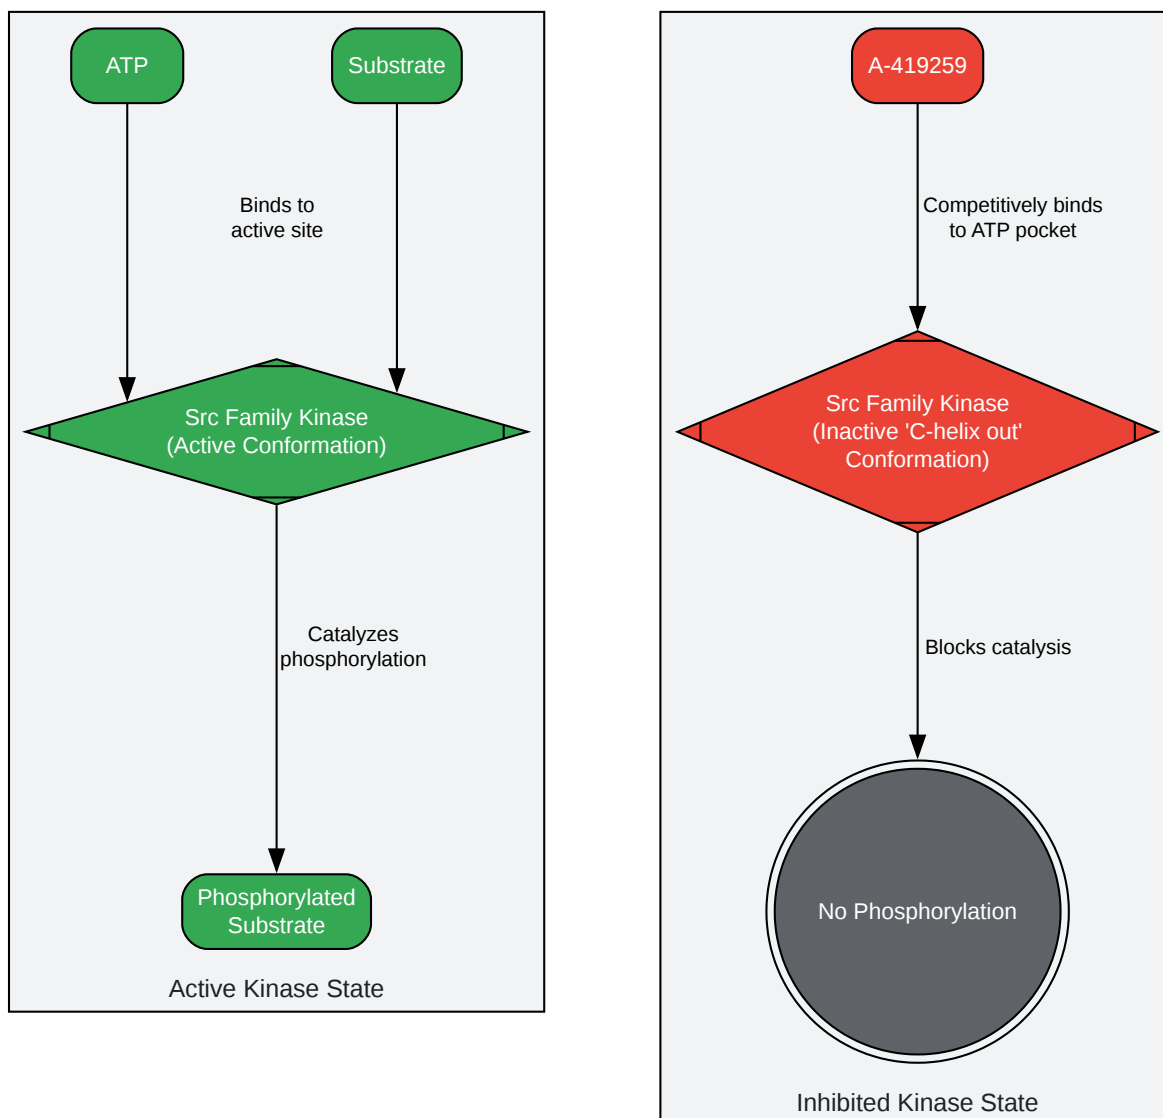 ATP
Substrate
Binds to
active site
Src Family Kinase
(Active Conformation)
Catalyzes
phosphorylation
Phosphorylated
Substrate
Active Kinase State
A-419259
Competitively binds
to ATP pocket
Src Family Kinase
(Inactive 'C-helix out'
Conformation)
Blocks catalysis
No Phosphorylation
Inhibited Kinase State